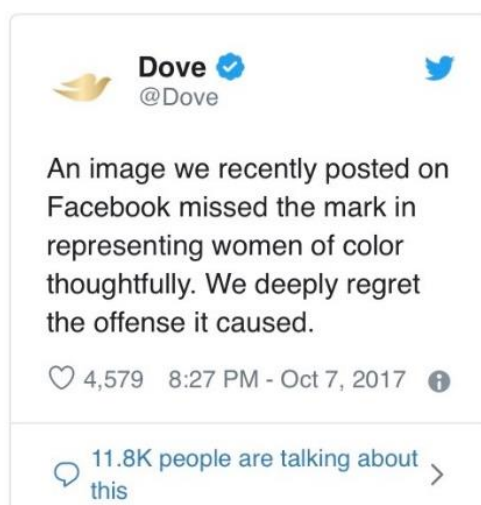 Dove
@Dove
An image we recently posted on
Facebook missed the mark in
representing women of color
thoughtfully. We deeply regret
the offense it caused.
4,579 8:27 PM - Oct 7, 2017
11.8K people are talking about
this